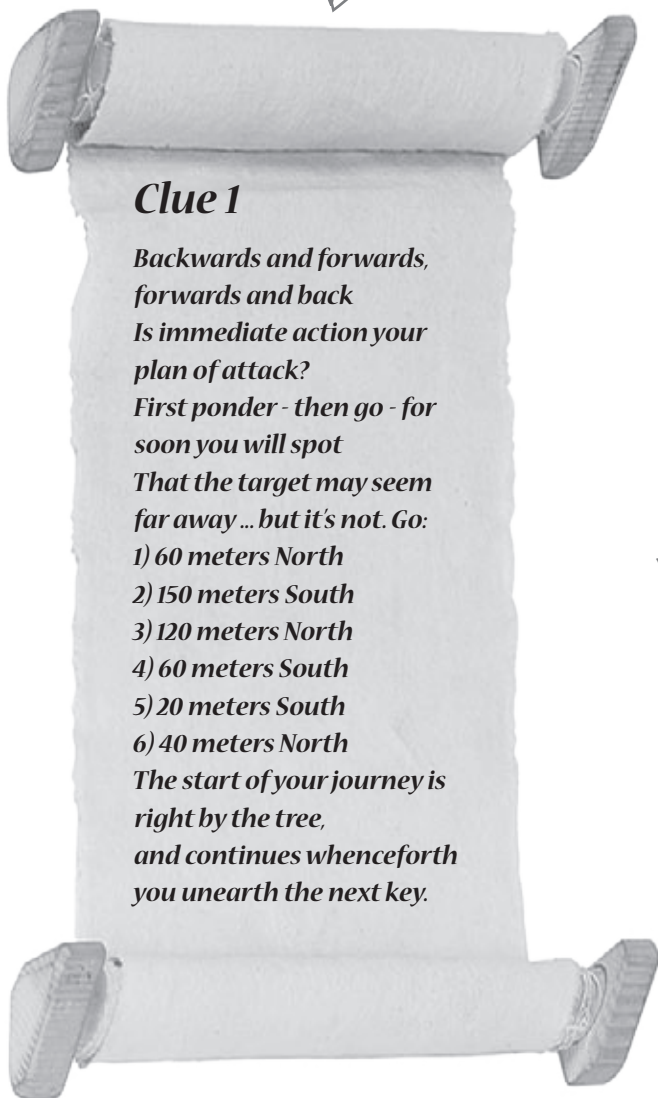 Clue 1
Backwards and forwards,
forwards and back
Is immediate action your
plan of attack?
First ponder - then go - for
soon you will spot
That the target may seem
far away ... but it's not. Go:
1) 60 meters North
2) 150 meters South
3) 120 meters North
4) 60 meters South
5) 20 meters South
6) 40 meters North
The start of your journey is
right by the tree,
and continues whenceforth
you unearth the next key.